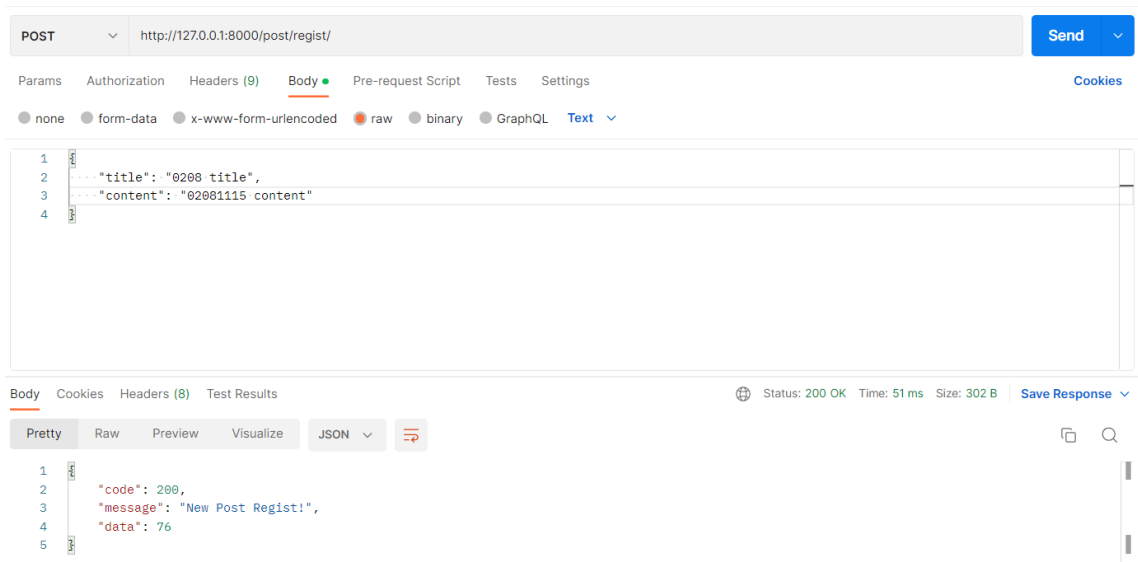 POST http://127.0.0.1:8000/post/regist/ Send
Params Authorization Headers (9) Body Pre-request Script Tests Settings Cookies
none form-data x-www-form-urlencoded raw binary GraphQL Text
1 {
2 "title": "0208 title",
3 "content": "02081115 content"
4 }
Body Cookies Headers (8) Test Results Status: 200 OK Time: 51 ms Size: 302 B Save Response
Pretty Raw Preview Visualize JSON
1 {
2 "code": 200,
3 "message": "New Post Regist!",
4 "data": 76
5 }